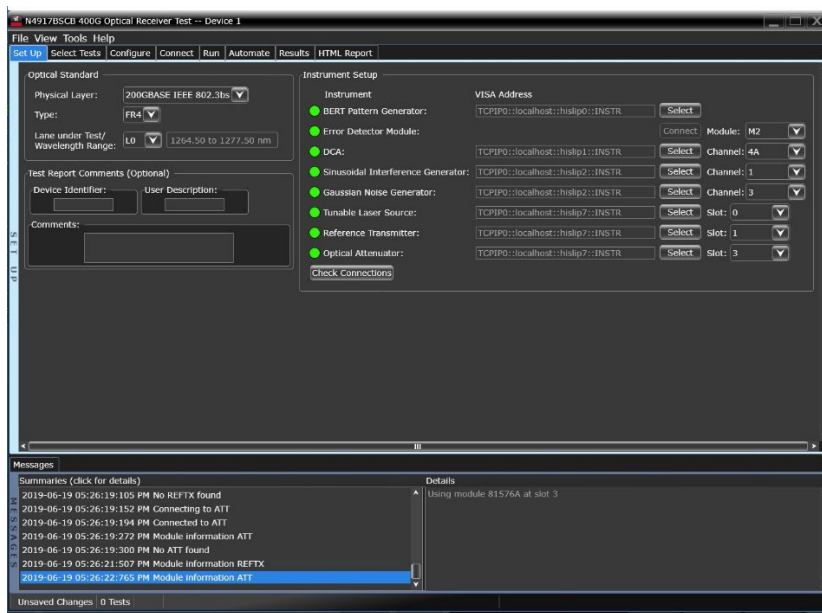 N4917BSCB 400G Optical Receiver Test -- Device 1
File View Tools Help
Set Up Select Tests Configure Connect Run Automate Results HTML Report
Optical Standard
Physical Layer: 200GBASE IEEE 802.3bs
Type: FR4
Lane under Test/
Wavelength Range: L0 1264.50 to 1277.50 nm
Test Report Comments (Optional)
Device Identifier: User Description:
Comments:
Instrument Setup
Instrument VISA Address
BERT Pattern Generator: TCPIP0::localhost::hislip0::INSTR Select
Error Detector Module: Connect Module: M2
DCA: TCPIP0::localhost::hislip1::INSTR Select Channel: 4A
Sinusoidal Interference Generator: TCPIP0::localhost::hislip2::INSTR Select Channel: 1
Gaussian Noise Generator: TCPIP0::localhost::hislip2::INSTR Select Channel: 3
Tunable Laser Source: TCPIP0::localhost::hislip7::INSTR Select Slot: 0
Reference Transmitter: TCPIP0::localhost::hislip7::INSTR Select Slot: 1
Optical Attenuator: TCPIP0::localhost::hislip7::INSTR Select Slot: 3
Check Connections
SET UP
Messages
Summaries (click for details) Details
2019-06-19 05:26:19:105 PM No REFTX found Using module 81576A at slot 3
2019-06-19 05:26:19:152 PM Connecting to ATT
2019-06-19 05:26:19:194 PM Connected to ATT
2019-06-19 05:26:19:272 PM Module information ATT
2019-06-19 05:26:19:300 PM No ATT found
2019-06-19 05:26:21:507 PM Module information REFTX
2019-06-19 05:26:22:765 PM Module information ATT
MESSAGES
Unsaved Changes 0 Tests